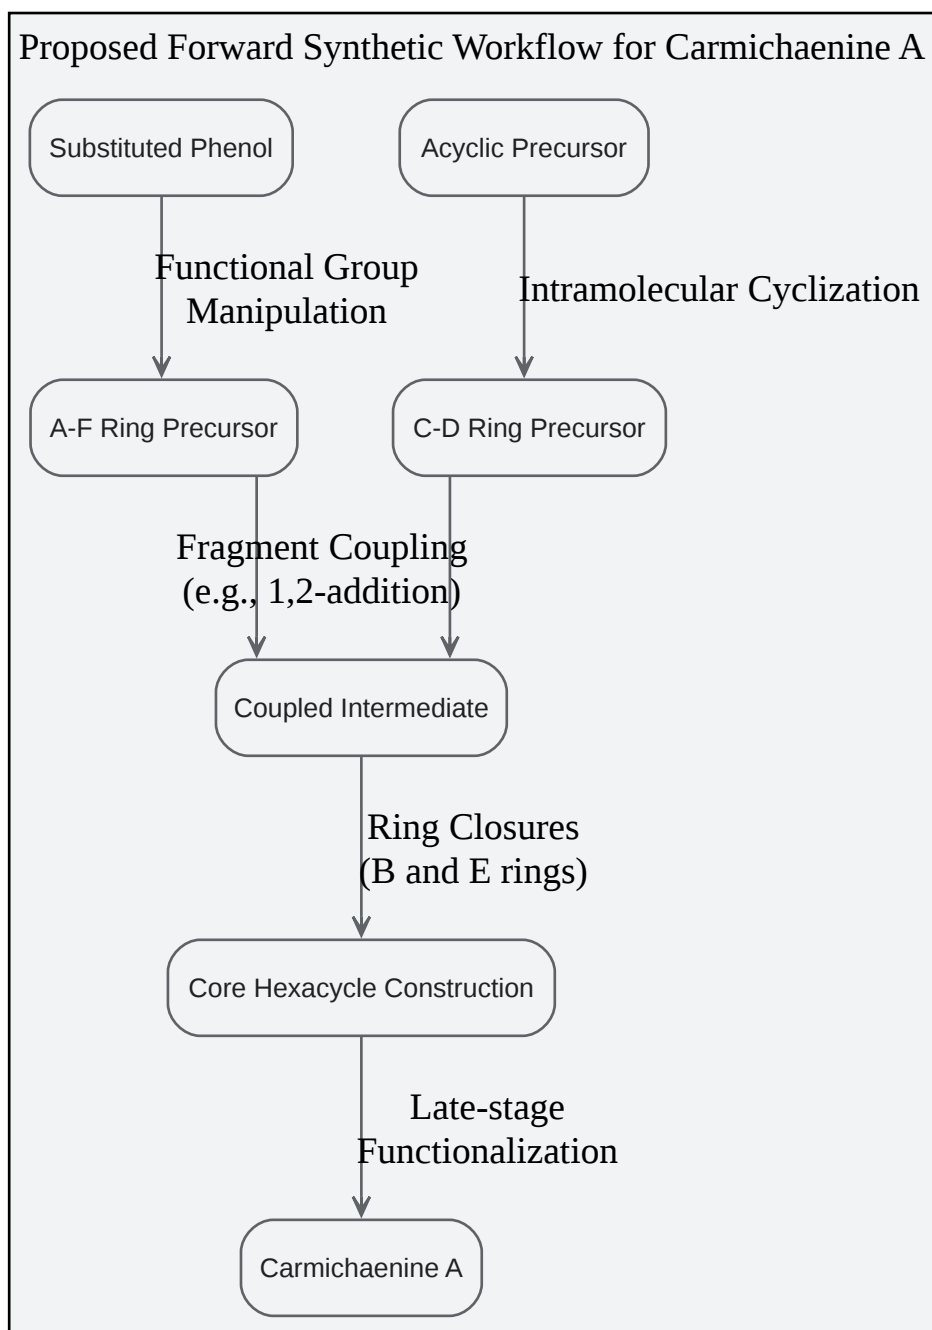 Proposed Forward Synthetic Workflow for Carmichaenine A
Substituted Phenol
Acyclic Precursor
Functional Group
Manipulation
Intramolecular Cyclization
A-F Ring Precursor
C-D Ring Precursor
Fragment Coupling
(e.g., 1,2-addition)
Coupled Intermediate
Ring Closures
(B and E rings)
Core Hexacycle Construction
Late-stage
Functionalization
Carmichaenine A